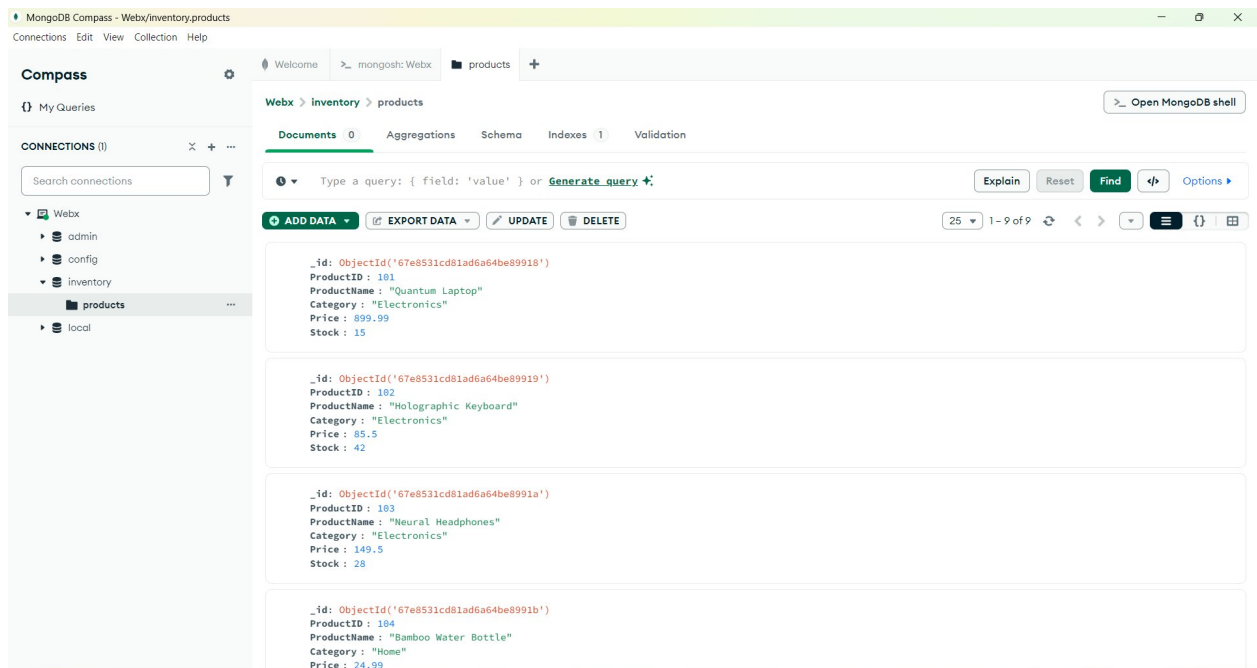 MongoDB Compass - Webx/inventory.products
Connections Edit View Collection Help
Compass
My Queries
CONNECTIONS (1)
Search connections
Webx
admin
config
inventory
products
local
Welcome
>_ mongosh: Webx
products
Webx > inventory > products
>_ Open MongoDB shell
Documents 0 Aggregations Schema Indexes 1 Validation
Type a query: { field: 'value' } or Generate query
Explain Reset Find </> Options
ADD DATA EXPORT DATA UPDATE DELETE
25 1 – 9 of 9 {}
_id: ObjectId('67e8531cd81ad6a64be89918')
ProductID : 101
ProductName : "Quantum Laptop"
Category : "Electronics"
Price : 899.99
Stock : 15
_id: ObjectId('67e8531cd81ad6a64be89919')
ProductID : 102
ProductName : "Holographic Keyboard"
Category : "Electronics"
Price : 85.5
Stock : 42
_id: ObjectId('67e8531cd81ad6a64be8991a')
ProductID : 103
ProductName : "Neural Headphones"
Category : "Electronics"
Price : 149.5
Stock : 28
_id: ObjectId('67e8531cd81ad6a64be8991b')
ProductID : 104
ProductName : "Bamboo Water Bottle"
Category : "Home"
Price : 24.99